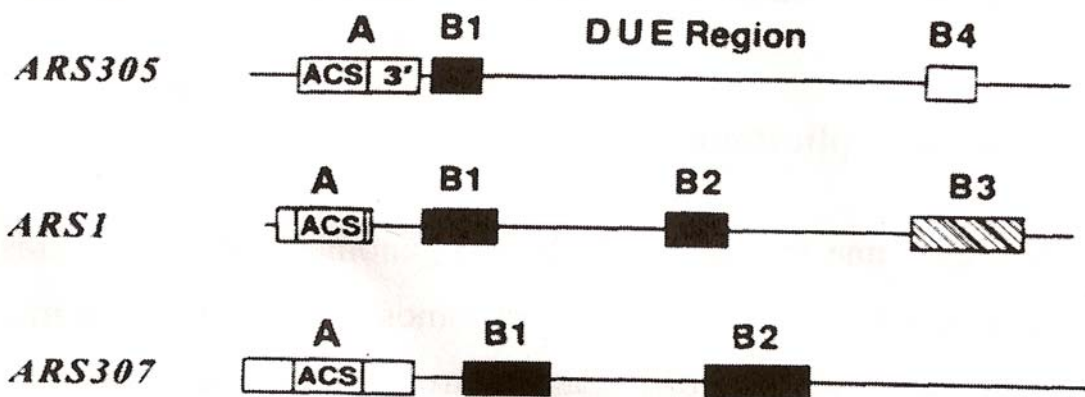 A B1 DUE Region B4
ARS305 ACS 3'
A B1 B2 B3
ARS1 ACS
A B1 B2
ARS307 ACS